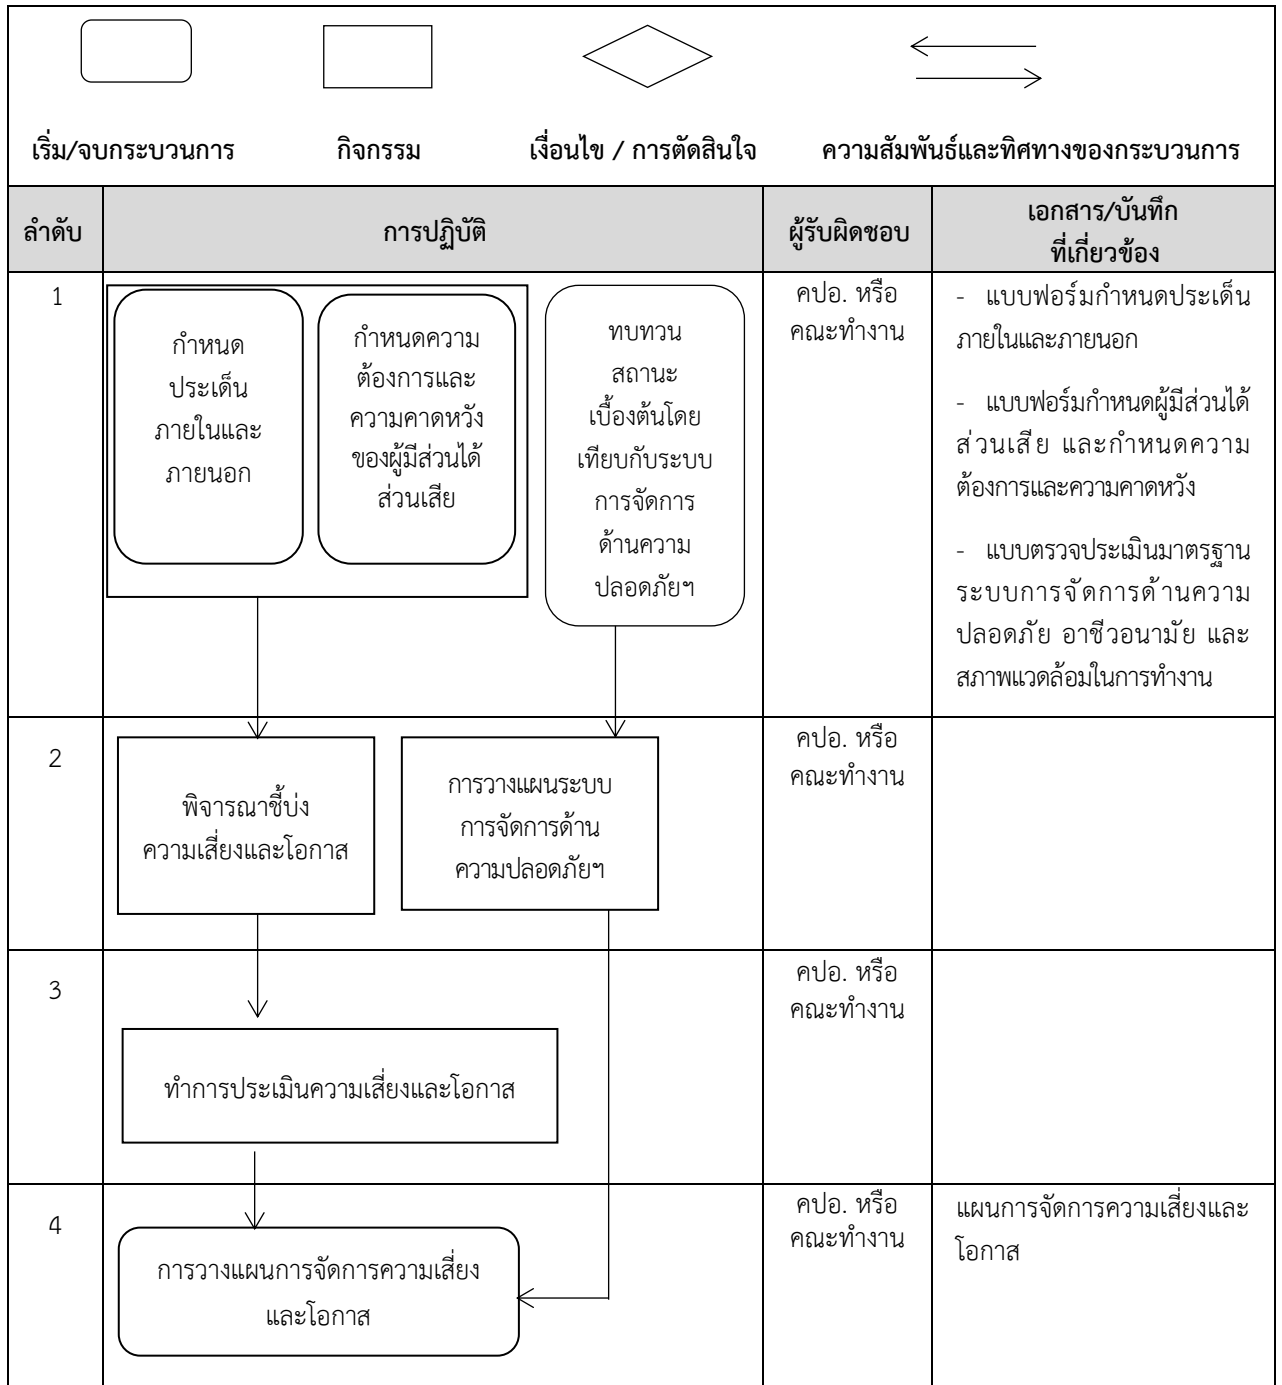 เริ่ม/จบกระบวนการ กิจกรรม เงื่อนไข / การตัดสินใจ ความสัมพันธ์และทิศทางของกระบวนการ
ลำดับ การปฏิบัติ ผู้รับผิดชอบ เอกสาร/บันทึก
ที่เกี่ยวข้อง
1
กำหนด
ประเด็น
ภายในและ
ภายนอก
กำหนดความ
ต้องการและ
ความคาดหวัง
ของผู้มีส่วนได้
ส่วนเสีย
ทบทวน
สถานะ
เบื้องต้นโดย
เทียบกับระบบ
การจัดการ
ด้านความ
ปลอดภัยฯ
คปอ. หรือ
คณะทำงาน
- แบบฟอร์มกำหนดประเด็น
ภายในและภายนอก
- แบบฟอร์มกำหนดผู้มีส่วนได้
ส่วนเสีย และกำหนดความ
ต้องการและความคาดหวัง
- แบบตรวจประเมินมาตรฐาน
ระบบการจัดการด้านความ
ปลอดภัย อาชีวอนามัย และ
สภาพแวดล้อมในการทำงาน
2
พิจารณาชี้บ่ง
ความเสี่ยงและโอกาส
การวางแผนระบบ
การจัดการด้าน
ความปลอดภัยฯ
คปอ. หรือ
คณะทำงาน
3
ทำการประเมินความเสี่ยงและโอกาส
คปอ. หรือ
คณะทำงาน
4
การวางแผนการจัดการความเสี่ยง
และโอกาส
คปอ. หรือ
คณะทำงาน
แผนการจัดการความเสี่ยงและ
โอกาส